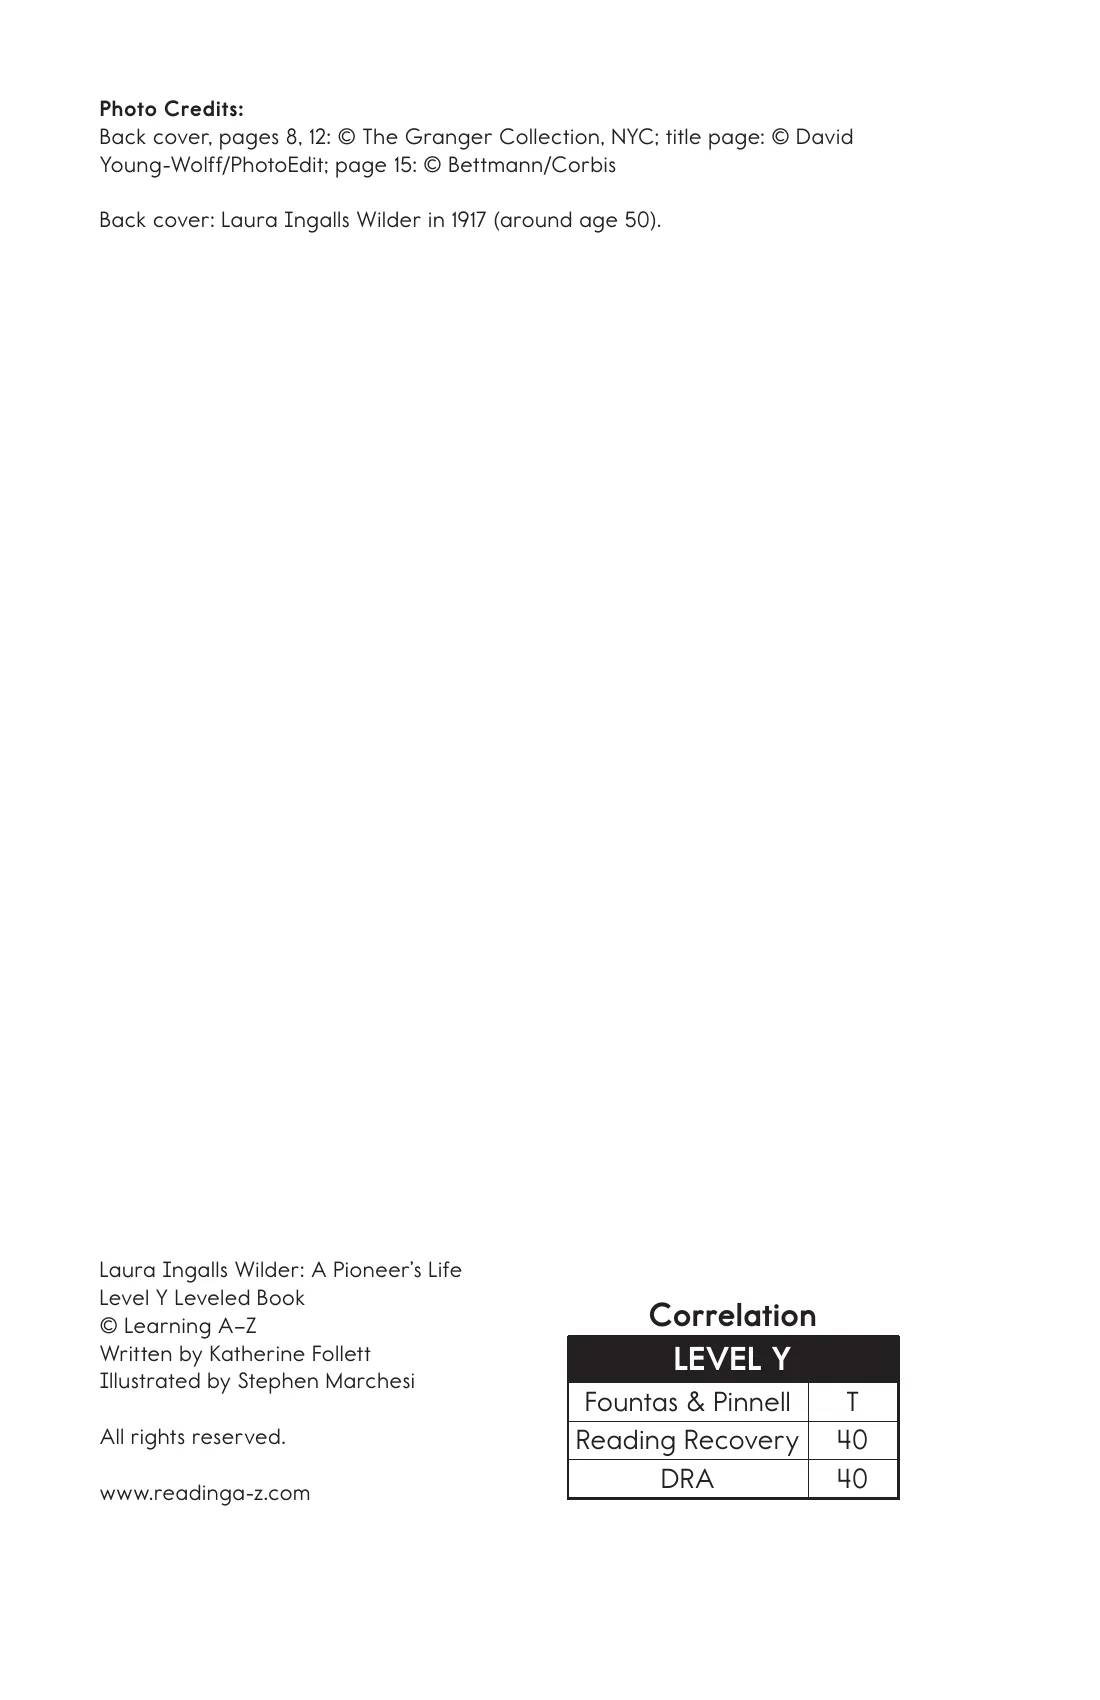 Photo Credits:
Back cover, pages 8, 12: © The Granger Collection, NYC; title page: © David
Young-Wolff/PhotoEdit; page 15: © Bettmann/Corbis
Back cover: Laura Ingalls Wilder in 1917 (around age 50).
Laura Ingalls Wilder: A Pioneer’s Life
Level Y Leveled Book
© Learning A–Z
Written by Katherine Follett
Illustrated by Stephen Marchesi
All rights reserved.
www.readinga-z.com
Correlation
LEVEL Y
Fountas & Pinnell T
Reading Recovery 40
DRA 40